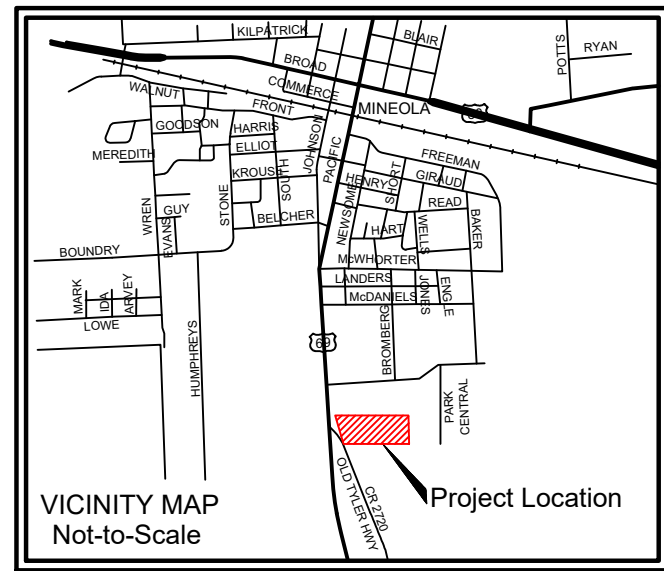 KILPATRICK
BLAIR
POTTS
RYAN
BROAD
COMMERCE
WALNUT
FRONT
MINEOLA
GOODSON
HARRIS
JOHNSON
PACIFIC
MEREDITH
ELLIOT
FREEMAN
KROUSE
SOUTH
HENRY
SHORT
GIRAUD
STONE
WREN
GUY
EVANS
BELCHER
NEWSOME
READ
HART
WELLS
BAKER
BOUNDRY
McWHORTER
LANDERS
MARK
IDA
ARVEY
McDANIELS
JONES
ENGLE
LOWE
HUMPHREYS
69
BROMBERG
PARK
CENTRAL
OLD TYLER HWY
CR 2720
Project Location
VICINITY MAP
Not-to-Scale